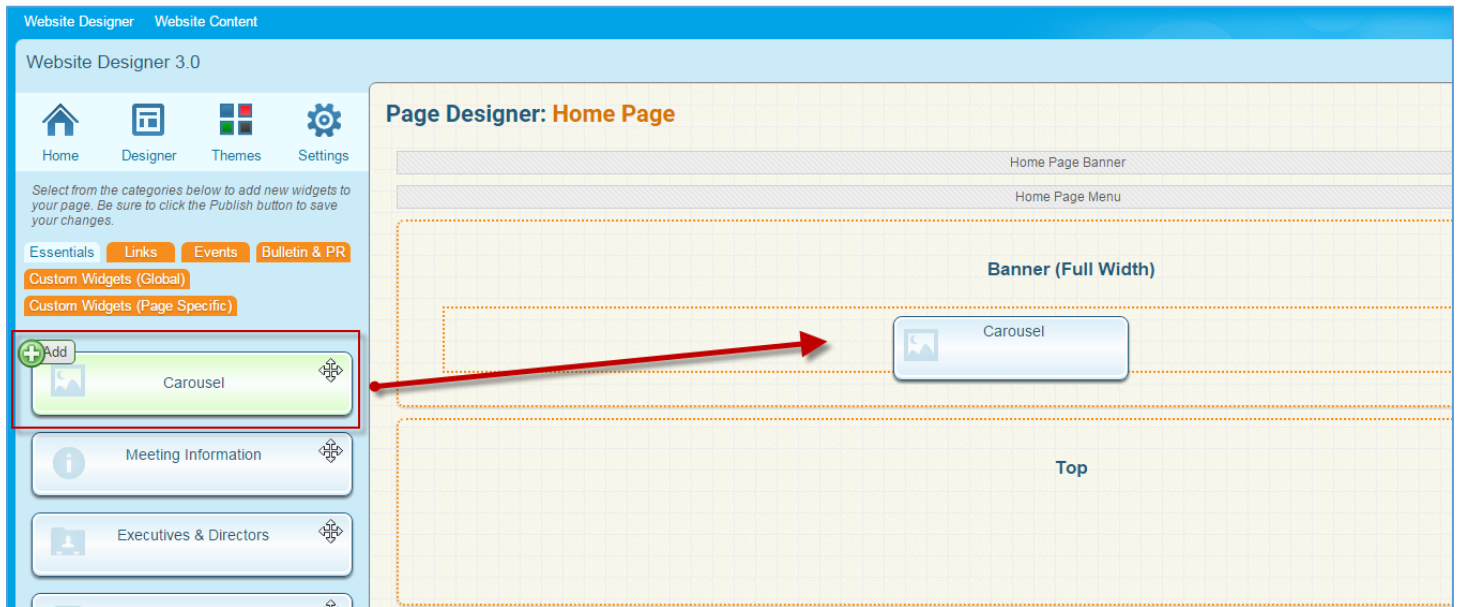 Website Designer Website Content
Website Designer 3.0
Home Designer Themes Settings
Select from the categories below to add new widgets to
your page. Be sure to click the Publish button to save
your changes.
Essentials Links Events Bulletin & PR
Custom Widgets (Global)
Custom Widgets (Page Specific)
Add
Carousel
Meeting Information
Executives & Directors
Page Designer: Home Page
Home Page Banner
Home Page Menu
Banner (Full Width)
Carousel
Top